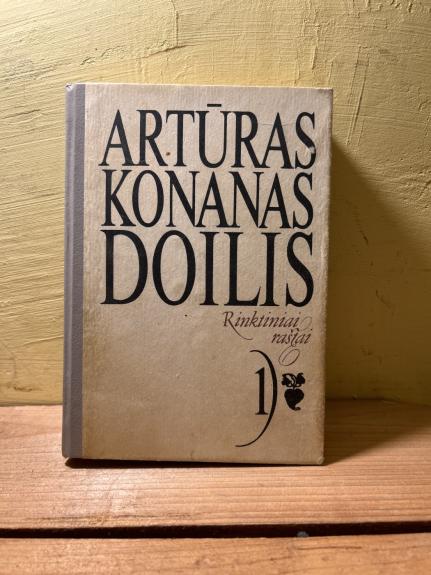 ARTŪRAS
KONANAS
DOILIS
Rinktiniai
raštai
1)